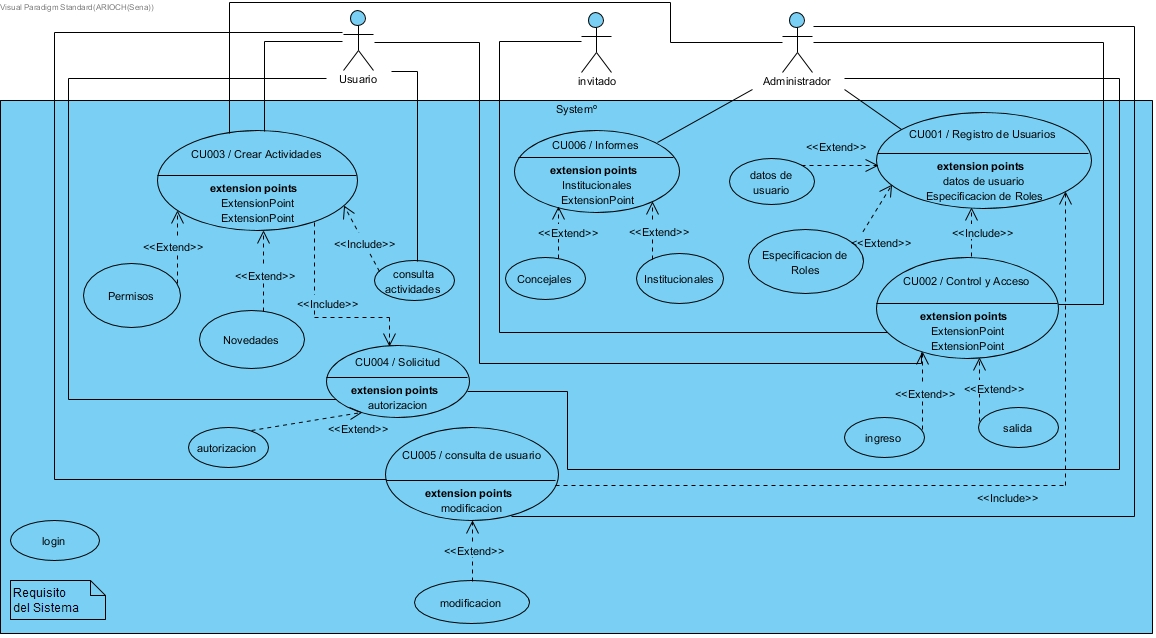 Visual Paradigm Standard(ARIOCH(Sena))
Usuario
invitado
Administrador
Systemº
CU003 / Crear Actividades
extension points
ExtensionPoint
ExtensionPoint
CU006 / Informes
extension points
Institucionales
ExtensionPoint
CU001 / Registro de Usuarios
extension points
datos de usuario
Especificacion de Roles
<<Extend>>
datos de
usuario
<<Extend>>
<<Extend>>
<<Include>>
<<Extend>>
<<Extend>>
<<Extend>>
<<Include>>
Permisos
Novedades
consulta
actividades
<<Include>>
Concejales
Institucionales
Especificacion de
Roles
CU002 / Control y Acceso
extension points
ExtensionPoint
ExtensionPoint
CU004 / Solicitud
extension points
autorizacion
<<Extend>>
autorizacion
<<Extend>>
<<Extend>>
ingreso
salida
CU005 / consulta de usuario
extension points
modificacion
<<Include>>
<<Extend>>
modificacion
login
Requisito
del Sistema